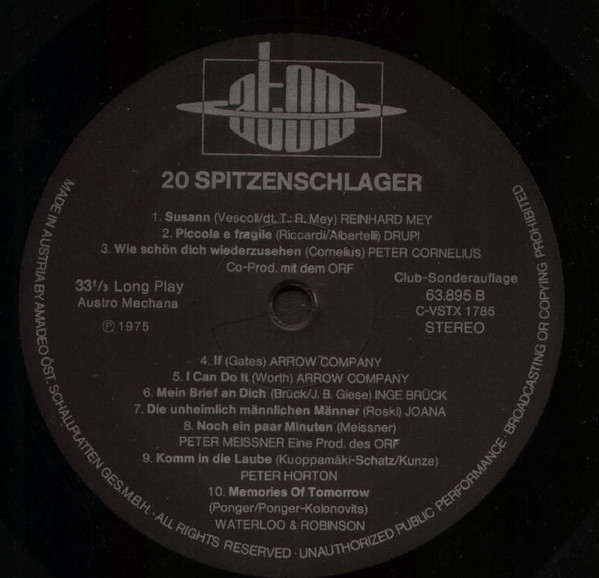 atom
20 SPITZENSCHLAGER
1. Susann (Vescoli/dt. T.: R. Mey) REINHARD MEY
2. Piccola e fragile (Riccardi/Albertelli) DRUPI
3. Wie schön dich wiederzusehen (Cornelius) PETER CORNELIUS
Co-Prod. mit dem ORF
33 1/3 Long Play
Austro Mechana
Ⓟ 1975
Club-Sonderauflage
63.895 B
C-VSTX 1785
STEREO
4. If (Gates) ARROW COMPANY
5. I Can Do It (Worth) ARROW COMPANY
6. Mein Brief an Dich (Brück/J. B. Giese) INGE BRÜCK
7. Die unheimlich männlichen Männer (Roski) JOANA
8. Noch ein paar Minuten (Meissner)
PETER MEISSNER Eine Prod. des ORF
9. Komm in die Laube (Kuoppamäki-Schatz/Kunze)
PETER HORTON
10. Memories Of Tomorrow
(Ponger/Ponger-Kolonovits)
WATERLOO & ROBINSON
MADE IN AUSTRIA BY AMADEO ÖST. SCHALLPLATTEN GES.M.B.H. · ALL RIGHTS RESERVED · UNAUTHORIZED PUBLIC PERFORMANCE · BROADCASTING OR COPYING PROHIBITED